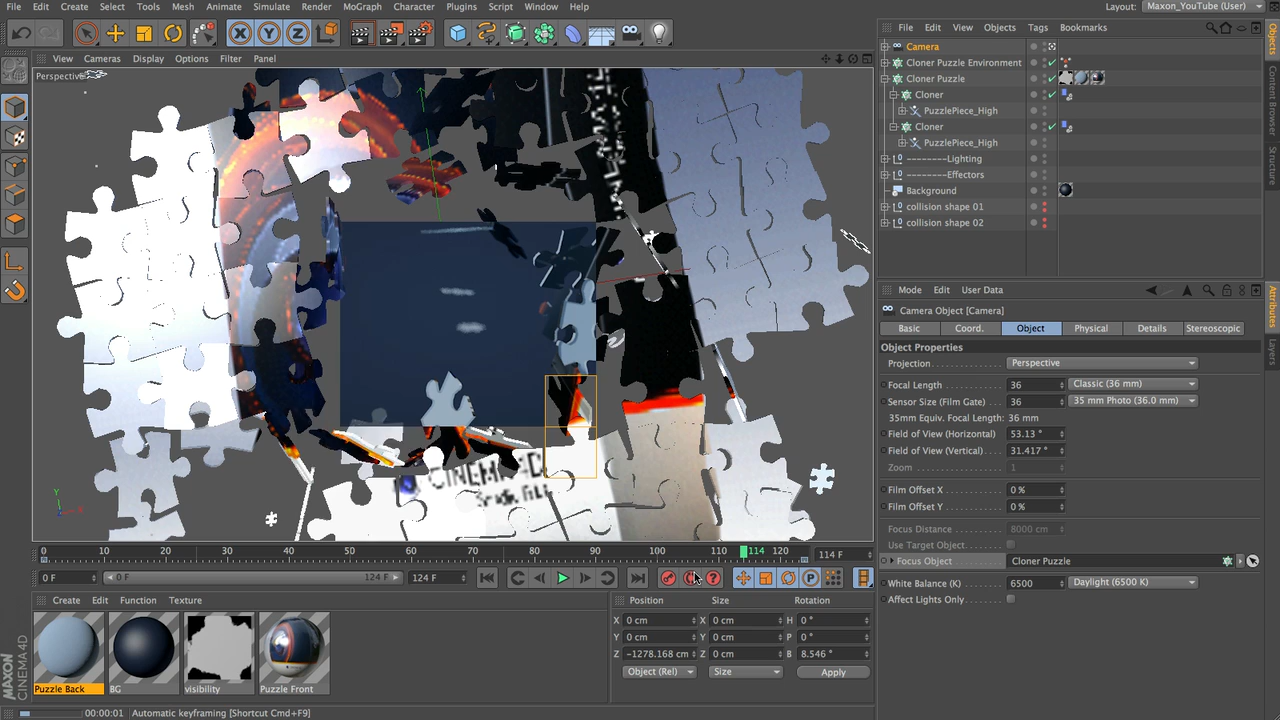 File Edit Create Select Tools Mesh Animate Simulate Render MoGraph Character Plugins Script Window Help
Layout: Maxon_YouTube (User)
X Y Z
View Cameras Display Options Filter Panel
Perspective
File Edit View Objects Tags Bookmarks
Camera
Cloner Puzzle Environment
Cloner Puzzle
Cloner
PuzzlePiece_High
Cloner
PuzzlePiece_High
--------Lighting
--------Effectors
Background
collision shape 01
collision shape 02
Objects
Content Browser
Structure
Mode Edit User Data
Camera Object [Camera]
Basic Coord. Object Physical Details Stereoscopic
Object Properties
Projection Perspective
Focal Length 36 Classic (36 mm)
Sensor Size (Film Gate) 36 35 mm Photo (36.0 mm)
35mm Equiv. Focal Length: 36 mm
Field of View (Horizontal) 53.13 °
Field of View (Vertical) 31.417 °
Zoom 1
Film Offset X 0 %
Film Offset Y 0 %
Focus Distance 8000 cm
Use Target Object
Focus Object Cloner Puzzle
White Balance (K) 6500 Daylight (6500 K)
Affect Lights Only
Attributes
Layers
CINEMA 4D
Y
X
0 10 20 30 40 50 60 70 80 90 100 110 114 120 114 F
0 F 0 F 124 F 124 F
P
Create Edit Function Texture
Puzzle Back BG visibility Puzzle Front
Position Size Rotation
X 0 cm X 0 cm H 0 °
Y 0 cm Y 0 cm P 0 °
Z -1278.168 cm Z 0 cm B 8.546 °
Object (Rel) Size Apply
MAXON
CINEMA 4D
00:00:01 Automatic keyframing [Shortcut Cmd+F9]